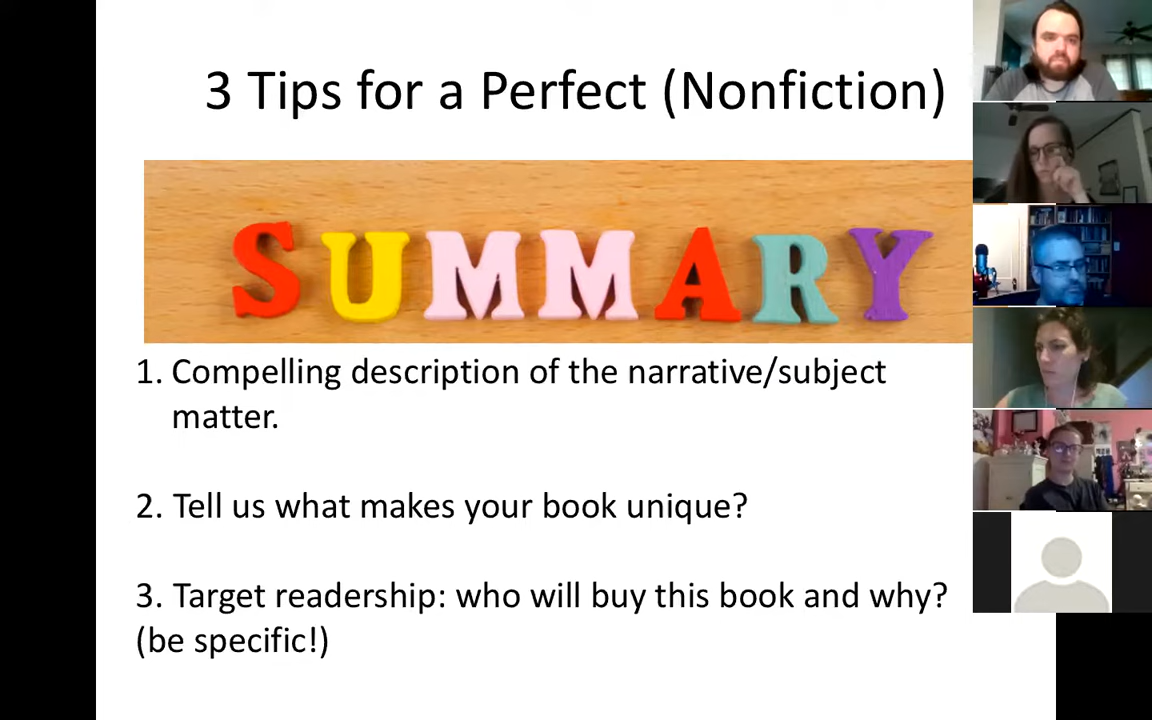 3 Tips for a Perfect (Nonfiction)
SUMMARY
1. Compelling description of the narrative/subject
matter.
2. Tell us what makes your book unique?
3. Target readership: who will buy this book and why?
(be specific!)